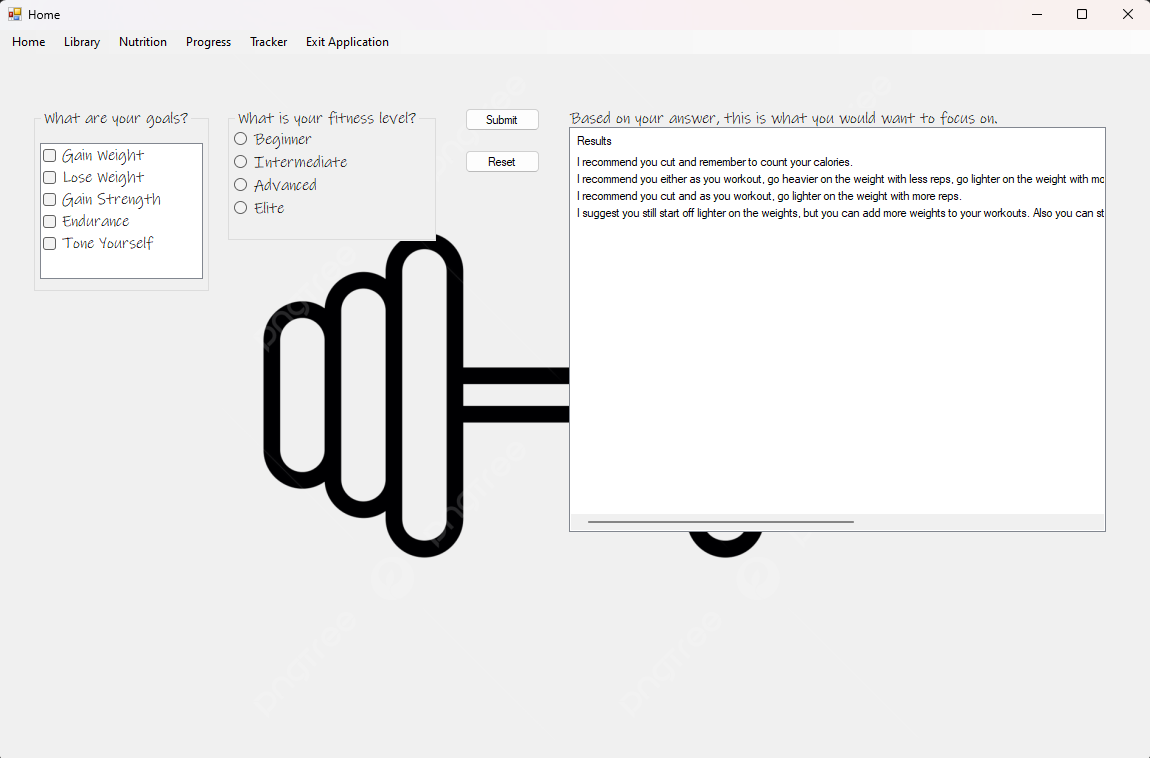 Home
Home Library Nutrition Progress Tracker Exit Application
What are your goals?
Gain Weight
Lose Weight
Gain Strength
Endurance
Tone Yourself
What is your fitness level?
Beginner
Intermediate
Advanced
Elite
Submit
Reset
Based on your answer, this is what you would want to focus on.
Results
I recommend you cut and remember to count your calories.
I recommend you either as you workout, go heavier on the weight with less reps, go lighter on the weight with mo
I recommend you cut and as you workout, go lighter on the weight with more reps.
I suggest you still start off lighter on the weights, but you can add more weights to your workouts. Also you can st
pngtree
pngtree
pngtree
pngtree